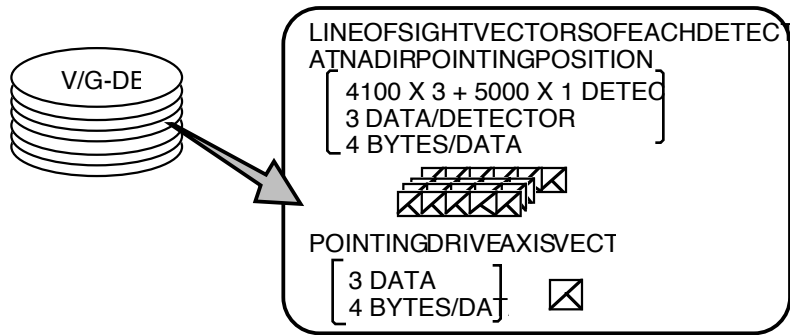 V/G-DE
LINEOFSIGHTVECTORSOFEACHDETECT
ATNADIRPOINTINGPOSITION
4100 X 3 + 5000 X 1 DETEC
3 DATA/DETECTOR
4 BYTES/DATA
POINTINGDRIVEAXISVECT
3 DATA
4 BYTES/DAT